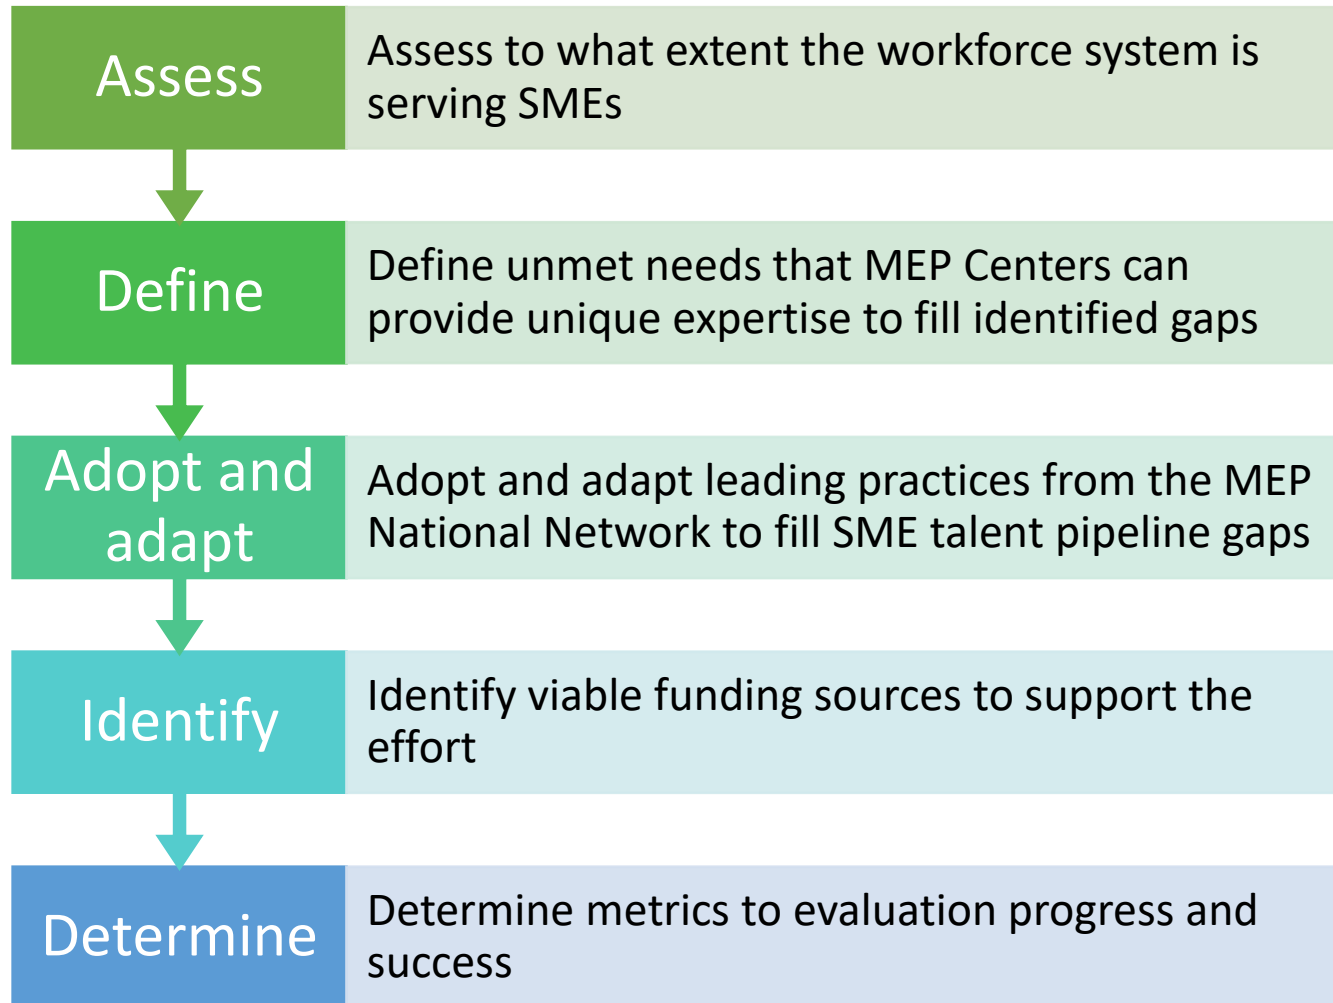 Assess
Assess to what extent the workforce system is
serving SMEs
Define
Define unmet needs that MEP Centers can
provide unique expertise to fill identified gaps
Adopt and
adapt
Adopt and adapt leading practices from the MEP
National Network to fill SME talent pipeline gaps
Identify
Identify viable funding sources to support the
effort
Determine
Determine metrics to evaluation progress and
success